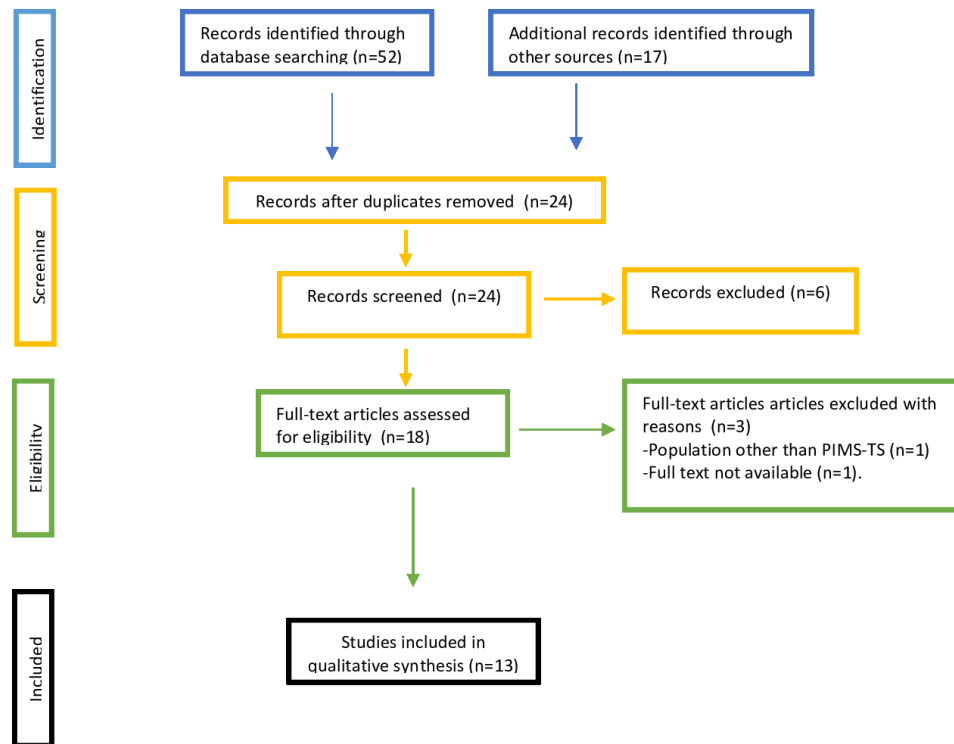 Identification
Records identified through
database searching (n=52)
Additional records identified through
other sources (n=17)
Screening
Records after duplicates removed (n=24)
Records screened (n=24)
Records excluded (n=6)
Eligibility
Full-text articles assessed
for eligibility (n=18)
Full-text articles articles excluded with
reasons (n=3)
-Population other than PIMS-TS (n=1)
-Full text not available (n=1).
Included
Studies included in
qualitative synthesis (n=13)